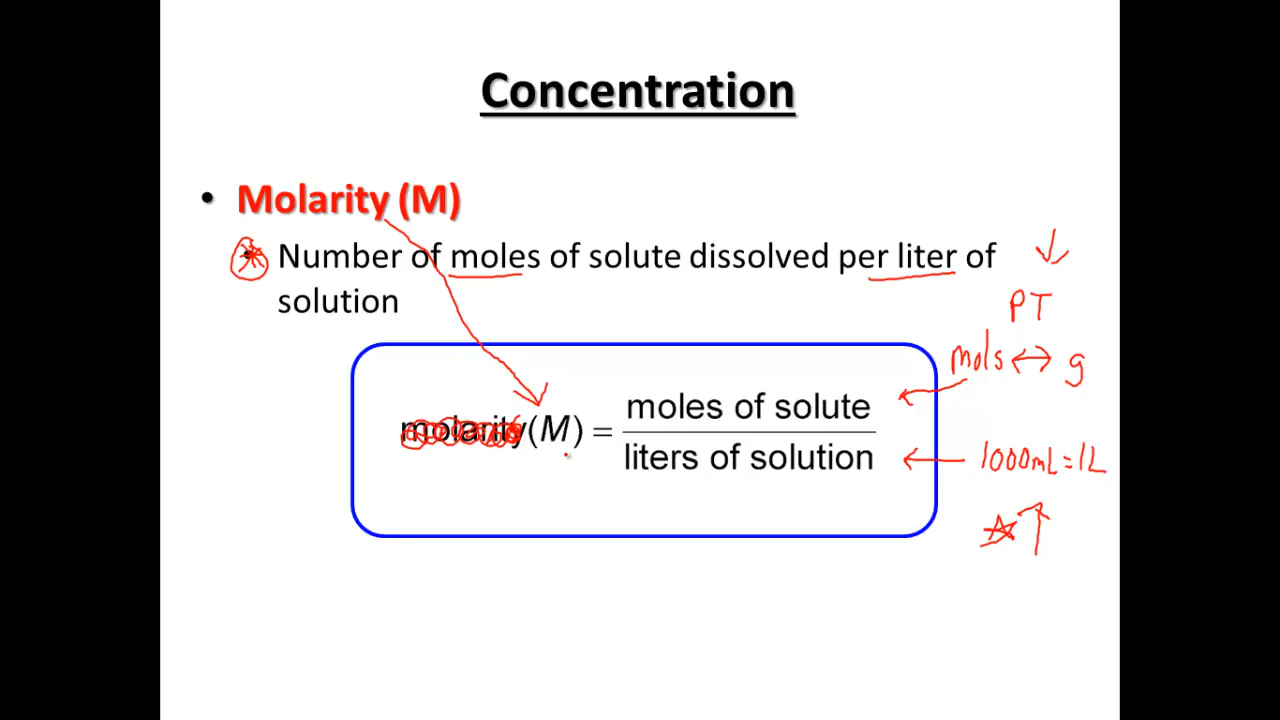 Concentration
• Molarity (M)
• Number of moles of solute dissolved per liter of
solution
PT
mols ↔ g
molarity (M) = moles of solute
liters of solution
1000mL = 1L